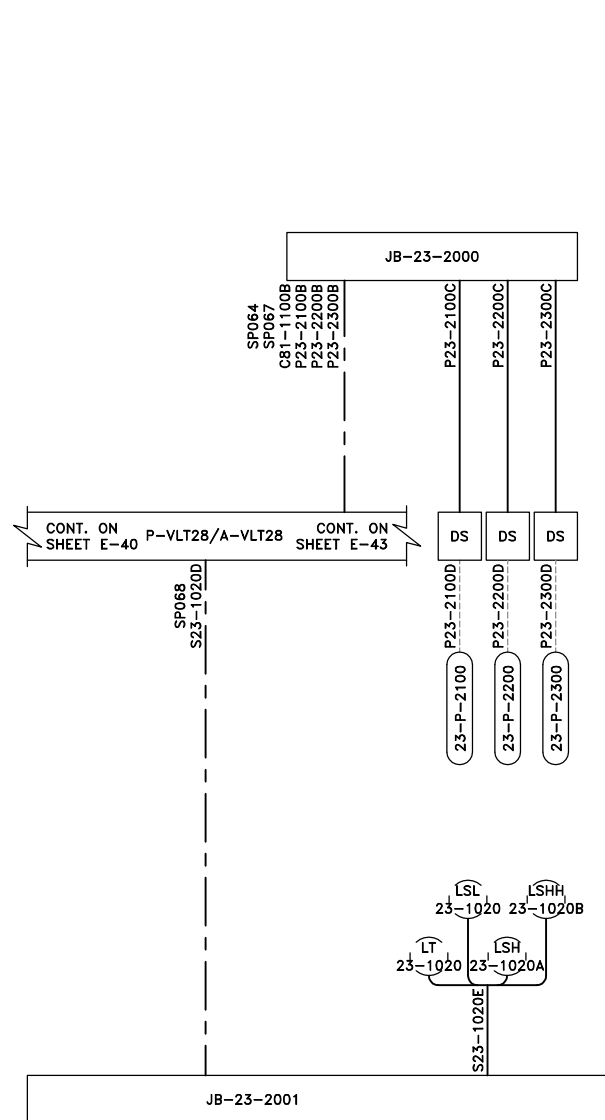 JB-23-2000
SP064
SP067
C81-1100B
P23-2100B
P23-2200B
P23-2300B
P23-2100C
P23-2200C
P23-2300C
CONT. ON
SHEET E-40
P-VLT28/A-VLT28
CONT. ON
SHEET E-43
DS
DS
DS
SP068
S23-1020D
P23-2100D
P23-2200D
P23-2300D
23-P-2100
23-P-2200
23-P-2300
LSL
23-1020
LSHH
23-1020B
LT
23-1020
LSH
23-1020A
S23-1020E
JB-23-2001